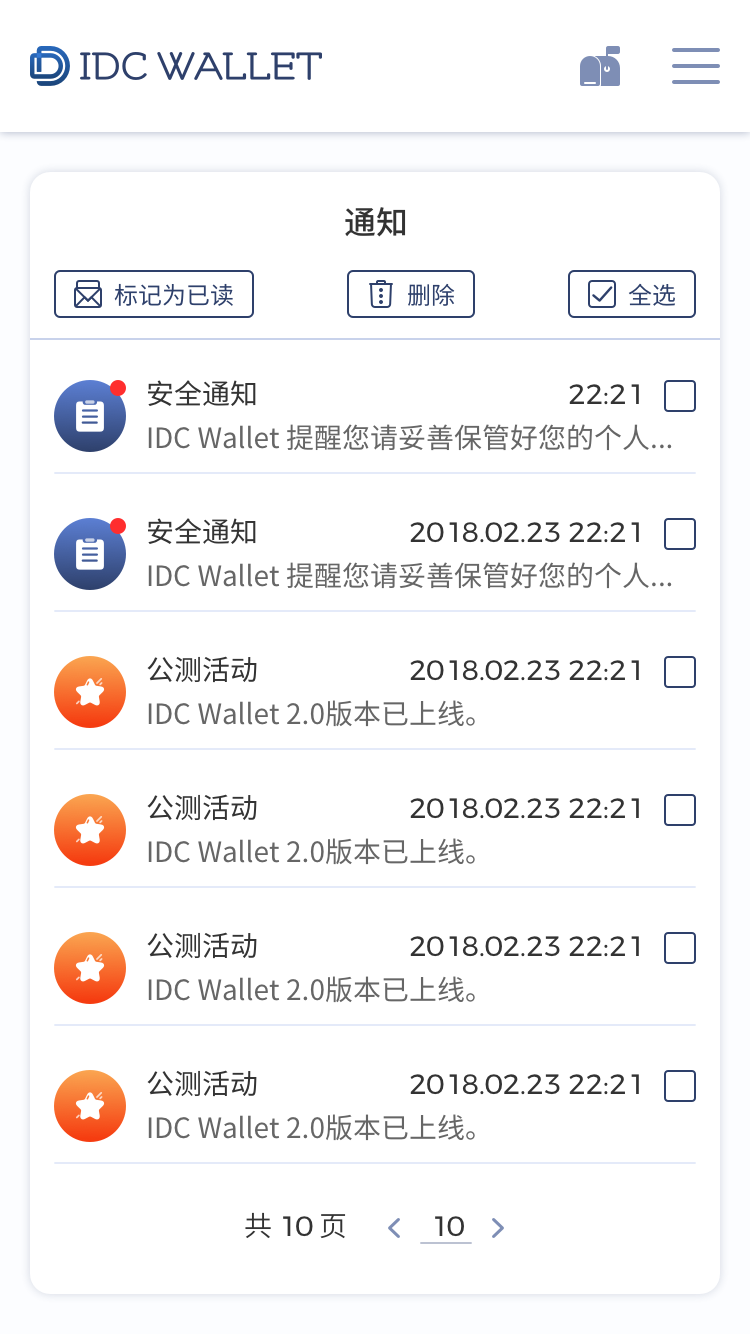 IDC WALLET
通知
标记为已读 删除 全选
安全通知 22:21
IDC Wallet 提醒您请妥善保管好您的个人...
安全通知 2018.02.23 22:21
IDC Wallet 提醒您请妥善保管好您的个人...
公测活动 2018.02.23 22:21
IDC Wallet 2.0版本已上线。
公测活动 2018.02.23 22:21
IDC Wallet 2.0版本已上线。
公测活动 2018.02.23 22:21
IDC Wallet 2.0版本已上线。
公测活动 2018.02.23 22:21
IDC Wallet 2.0版本已上线。
共 10 页 < 10 >